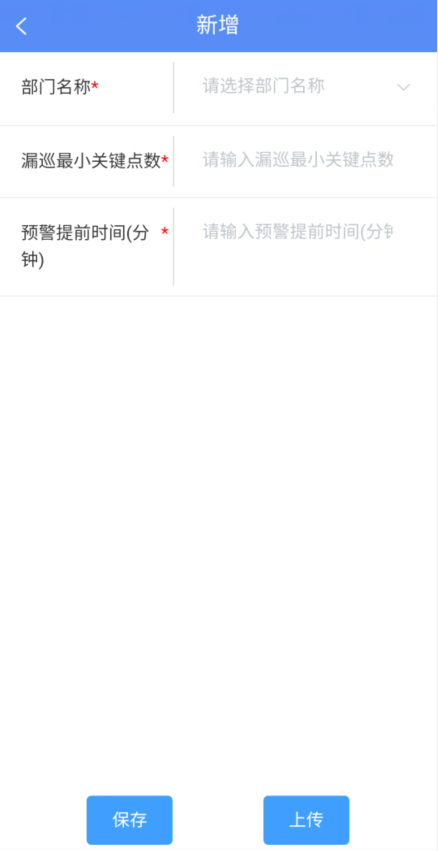 新增
部门名称* 请选择部门名称
漏巡最小关键点数* 请输入漏巡最小关键点数
预警提前时间(分 * 请输入预警提前时间(分
钟)
保存 上传